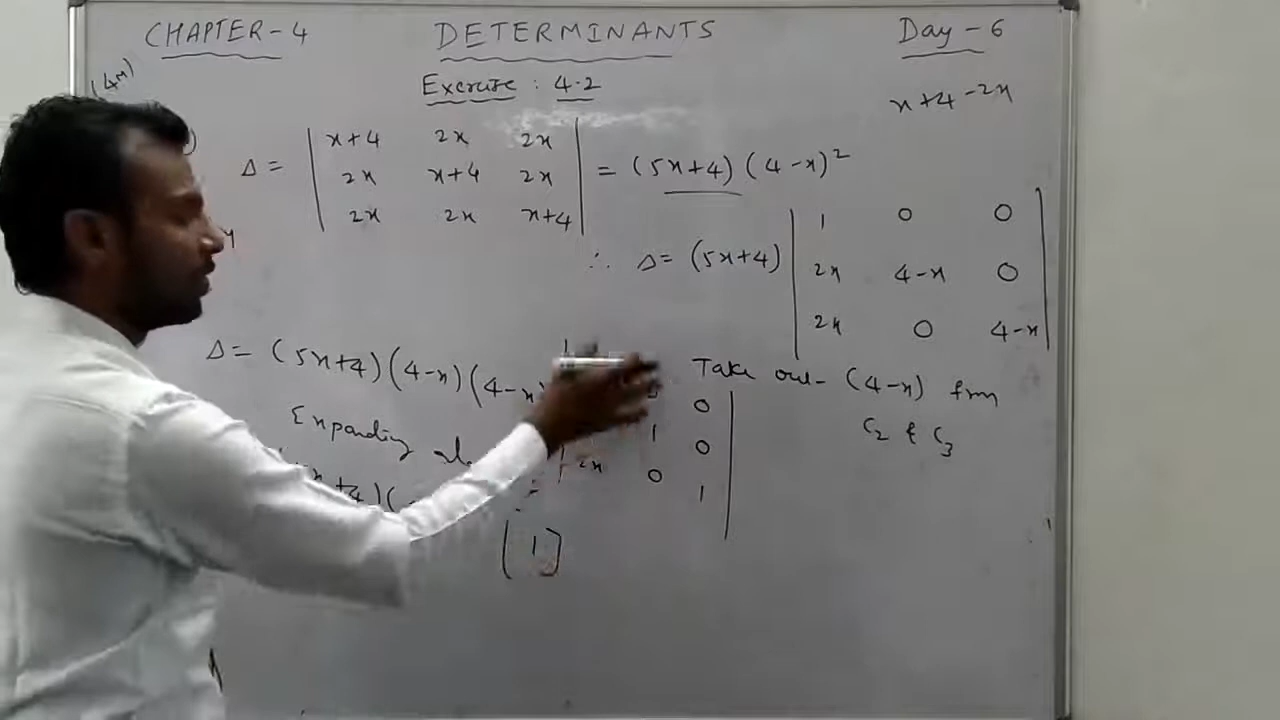 CHAPTER-4 DETERMINANTS Day - 6
(4M)
Exercise : 4.2
x+4 -2x
Δ = | x+4 2x 2x |
| 2x x+4 2x | = (5x+4) (4-x)²
| 2x 2x x+4 |
∴ Δ = (5x+4) | 1 0 0 |
| 2x 4-x 0 |
| 2x 0 4-x |
Take out (4-x) from
C2 & C3
Δ = (5x+4) (4-x) (4-x)
0
1 0
2x 0 1
Expanding
[1]